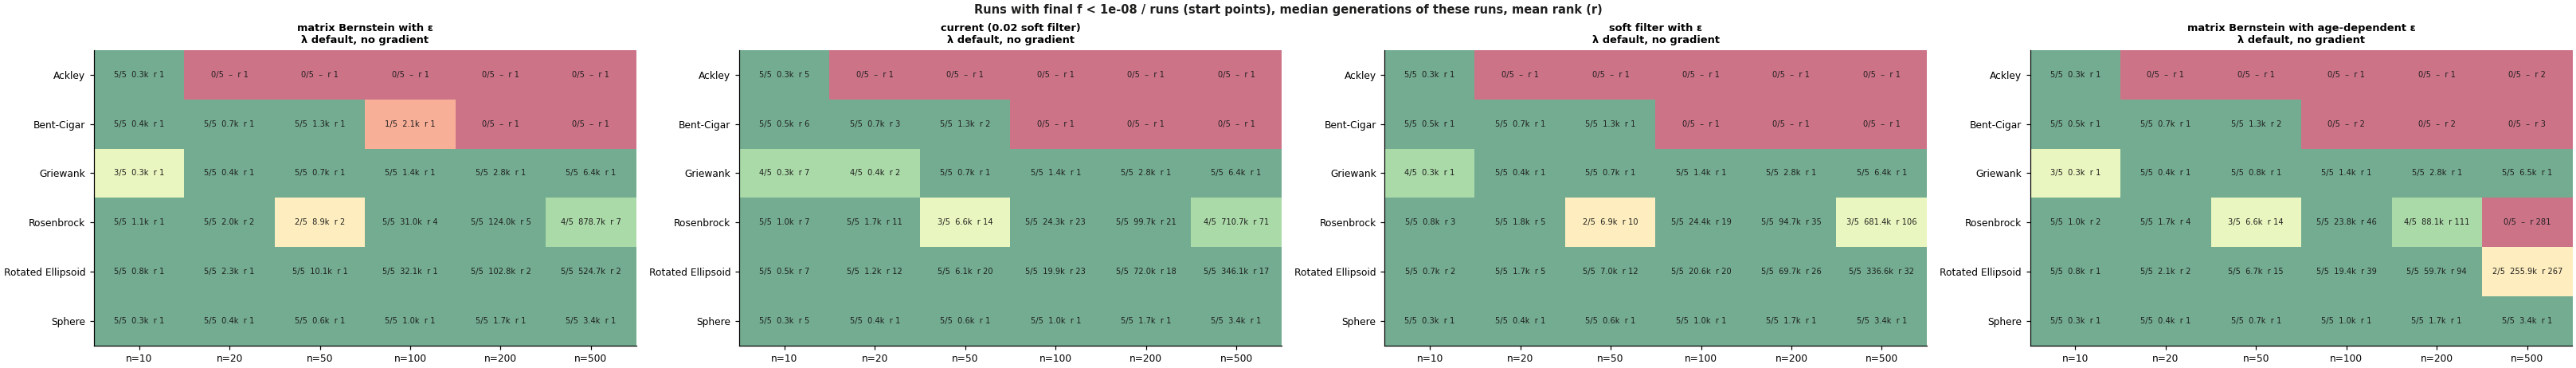 Runs with final f < 1e-08 / runs (start points), median generations of these runs, mean rank (r)
matrix Bernstein with ε
λ default, no gradient
Ackley 5/5 0.3k r 1 0/5 – r 1 0/5 – r 1 0/5 – r 1 0/5 – r 1 0/5 – r 1
Bent-Cigar 5/5 0.4k r 1 5/5 0.7k r 1 5/5 1.3k r 1 1/5 2.1k r 1 0/5 – r 1 0/5 – r 1
Griewank 3/5 0.3k r 1 5/5 0.4k r 1 5/5 0.7k r 1 5/5 1.4k r 1 5/5 2.8k r 1 5/5 6.4k r 1
Rosenbrock 5/5 1.1k r 1 5/5 2.0k r 2 2/5 8.9k r 2 5/5 31.0k r 4 5/5 124.0k r 5 4/5 878.7k r 7
Rotated Ellipsoid 5/5 0.8k r 1 5/5 2.3k r 1 5/5 10.1k r 1 5/5 32.1k r 1 5/5 102.8k r 2 5/5 524.7k r 2
Sphere 5/5 0.3k r 1 5/5 0.4k r 1 5/5 0.6k r 1 5/5 1.0k r 1 5/5 1.7k r 1 5/5 3.4k r 1
n=10 n=20 n=50 n=100 n=200 n=500
current (0.02 soft filter)
λ default, no gradient
Ackley 5/5 0.3k r 5 0/5 – r 1 0/5 – r 1 0/5 – r 1 0/5 – r 1 0/5 – r 1
Bent-Cigar 5/5 0.5k r 6 5/5 0.7k r 3 5/5 1.3k r 2 0/5 – r 1 0/5 – r 1 0/5 – r 1
Griewank 4/5 0.3k r 7 4/5 0.4k r 2 5/5 0.7k r 1 5/5 1.4k r 1 5/5 2.8k r 1 5/5 6.4k r 1
Rosenbrock 5/5 1.0k r 7 5/5 1.7k r 11 3/5 6.6k r 14 5/5 24.3k r 23 5/5 99.7k r 21 4/5 710.7k r 71
Rotated Ellipsoid 5/5 0.5k r 7 5/5 1.2k r 12 5/5 6.1k r 20 5/5 19.9k r 23 5/5 72.0k r 18 5/5 346.1k r 17
Sphere 5/5 0.3k r 5 5/5 0.4k r 1 5/5 0.6k r 1 5/5 1.0k r 1 5/5 1.7k r 1 5/5 3.4k r 1
n=10 n=20 n=50 n=100 n=200 n=500
soft filter with ε
λ default, no gradient
Ackley 5/5 0.3k r 1 0/5 – r 1 0/5 – r 1 0/5 – r 1 0/5 – r 1 0/5 – r 1
Bent-Cigar 5/5 0.5k r 1 5/5 0.7k r 1 5/5 1.3k r 1 0/5 – r 1 0/5 – r 1 0/5 – r 1
Griewank 4/5 0.3k r 1 5/5 0.4k r 1 5/5 0.7k r 1 5/5 1.4k r 1 5/5 2.8k r 1 5/5 6.4k r 1
Rosenbrock 5/5 0.8k r 3 5/5 1.8k r 5 2/5 6.9k r 10 5/5 24.4k r 19 5/5 94.7k r 35 3/5 681.4k r 106
Rotated Ellipsoid 5/5 0.7k r 2 5/5 1.7k r 5 5/5 7.0k r 12 5/5 20.6k r 20 5/5 69.7k r 26 5/5 336.6k r 32
Sphere 5/5 0.3k r 1 5/5 0.4k r 1 5/5 0.6k r 1 5/5 1.0k r 1 5/5 1.7k r 1 5/5 3.4k r 1
n=10 n=20 n=50 n=100 n=200 n=500
matrix Bernstein with age-dependent ε
λ default, no gradient
Ackley 5/5 0.3k r 1 0/5 – r 1 0/5 – r 1 0/5 – r 1 0/5 – r 1 0/5 – r 2
Bent-Cigar 5/5 0.5k r 1 5/5 0.7k r 1 5/5 1.3k r 2 0/5 – r 2 0/5 – r 2 0/5 – r 3
Griewank 3/5 0.3k r 1 5/5 0.4k r 1 5/5 0.8k r 1 5/5 1.4k r 1 5/5 2.8k r 1 5/5 6.5k r 1
Rosenbrock 5/5 1.0k r 2 5/5 1.7k r 4 3/5 6.6k r 14 5/5 23.8k r 46 4/5 88.1k r 111 0/5 – r 281
Rotated Ellipsoid 5/5 0.8k r 1 5/5 2.1k r 2 5/5 6.7k r 15 5/5 19.4k r 39 5/5 59.7k r 94 2/5 255.9k r 267
Sphere 5/5 0.3k r 1 5/5 0.4k r 1 5/5 0.7k r 1 5/5 1.0k r 1 5/5 1.7k r 1 5/5 3.4k r 1
n=10 n=20 n=50 n=100 n=200 n=500